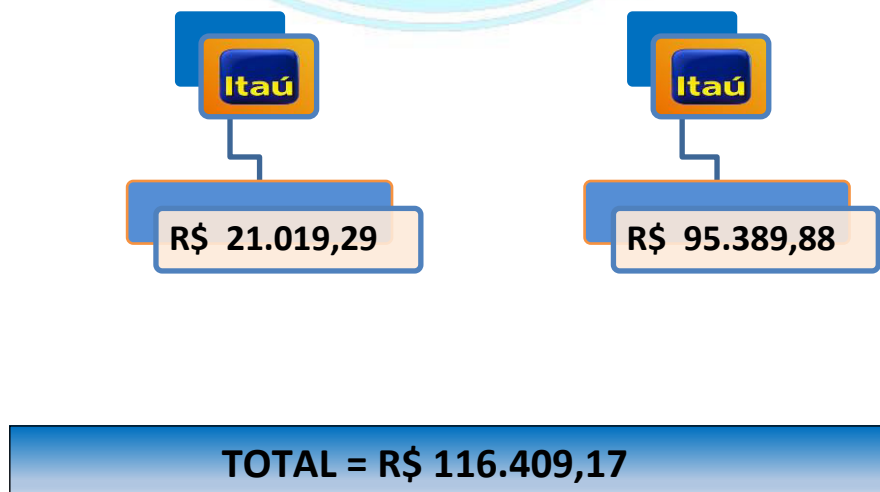 Itaú
Itaú
R$ 21.019,29
R$ 95.389,88
TOTAL = R$ 116.409,17